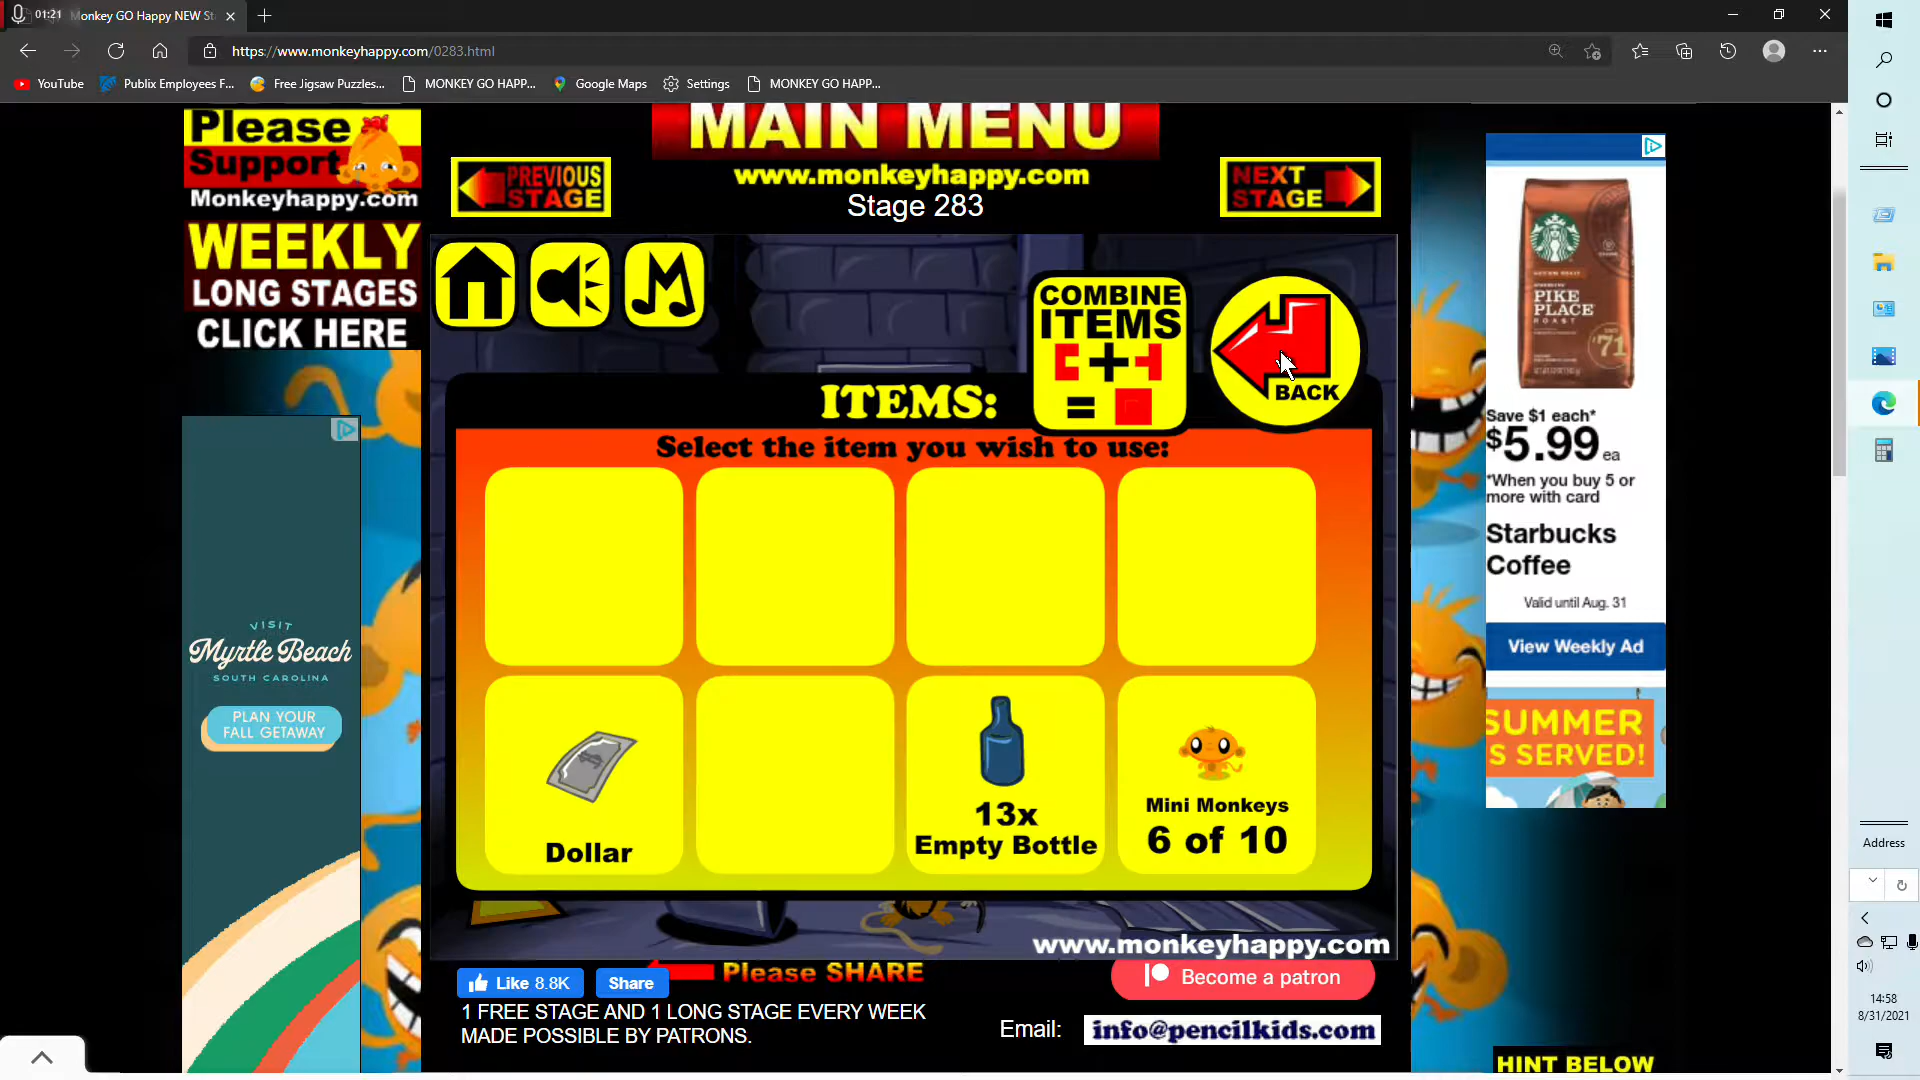 01:21
Monkey GO Happy NEW St
https://www.monkeyhappy.com/0283.html
YouTube
Publix Employees F...
Free Jigsaw Puzzles...
MONKEY GO HAPP...
Google Maps
Settings
MONKEY GO HAPP...
Please
Support
Monkeyhappy.com
WEEKLY
LONG STAGES
CLICK HERE
MAIN MENU
www.monkeyhappy.com
PREVIOUS
STAGE
Stage 283
NEXT
STAGE
COMBINE
ITEMS
+
=
BACK
ITEMS:
Select the item you wish to use:
Dollar
13x
Empty Bottle
Mini Monkeys
6 of 10
www.monkeyhappy.com
VISIT
Myrtle Beach
SOUTH CAROLINA
PLAN YOUR
FALL GETAWAY
Like 8.8K
Share
Please SHARE
Become a patron
1 FREE STAGE AND 1 LONG STAGE EVERY WEEK
MADE POSSIBLE BY PATRONS.
Email:
info@pencilkids.com
PIKE
PLACE
ROAST
'71
Save $1 each*
$5.99 ea
*When you buy 5 or
more with card
Starbucks
Coffee
Valid until Aug. 31
View Weekly Ad
SUMMER
IS SERVED!
HINT BELOW
Address
14:58
8/31/2021